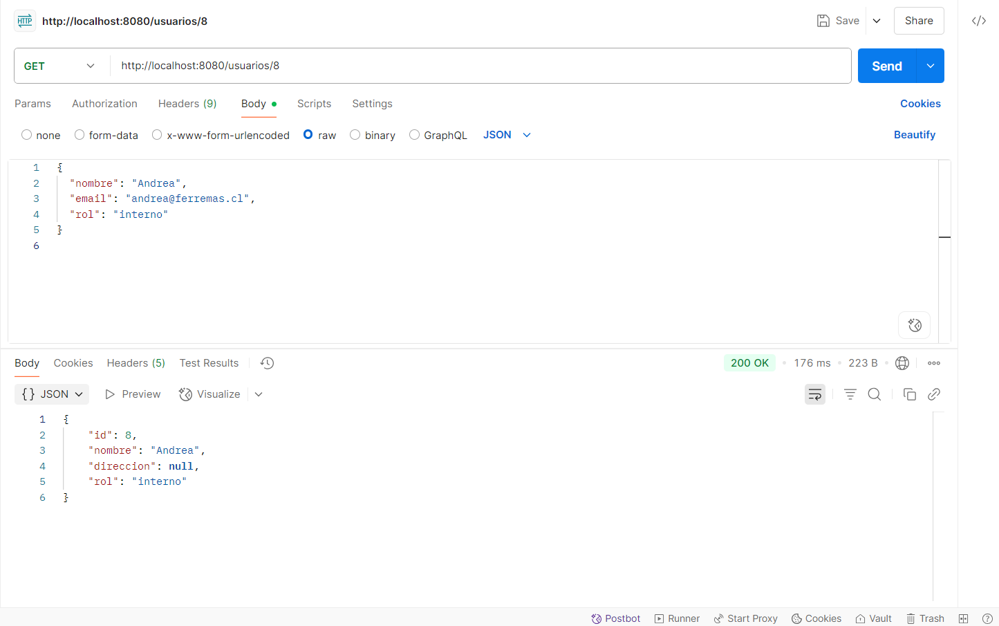 HTTP http://localhost:8080/usuarios/8 Save Share </>
GET http://localhost:8080/usuarios/8 Send
Params Authorization Headers (9) Body Scripts Settings Cookies
none form-data x-www-form-urlencoded raw binary GraphQL JSON Beautify
1 {
2 "nombre": "Andrea",
3 "email": "andrea@ferremas.cl",
4 "rol": "interno"
5 }
6
Body Cookies Headers (5) Test Results 200 OK 176 ms 223 B
{} JSON Preview Visualize
1 {
2 "id": 8,
3 "nombre": "Andrea",
4 "direccion": null,
5 "rol": "interno"
6 }
Postbot Runner Start Proxy Cookies Vault Trash